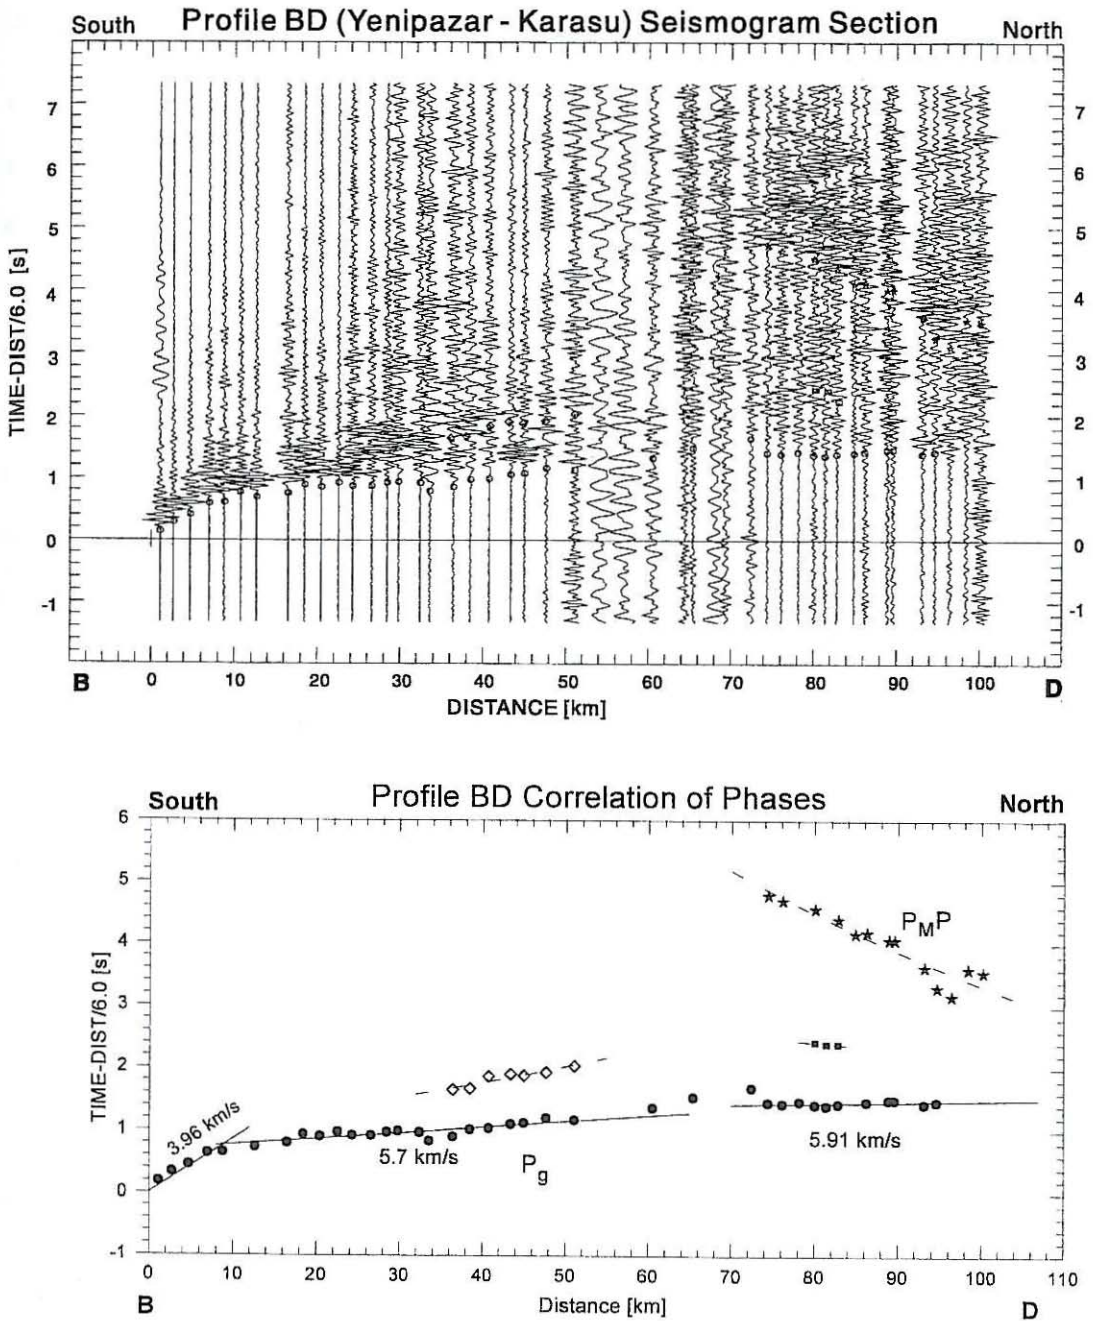 South Profile BD (Yenipazar - Karasu) Seismogram Section North
TIME-DIST/6.0 [s]
7 7
6 6
5 5
4 4
3 3
2 2
1 1
0 0
-1 -1
B 0 10 20 30 40 50 60 70 80 90 100 D
DISTANCE [km]
South Profile BD Correlation of Phases North
TIME-DIST/6.0 [s]
6
5
4
3
2
1
0
-1
PMP
3.96 km/s
5.7 km/s
Pg
5.91 km/s
0 10 20 30 40 50 60 70 80 90 100 110
B Distance [km] D